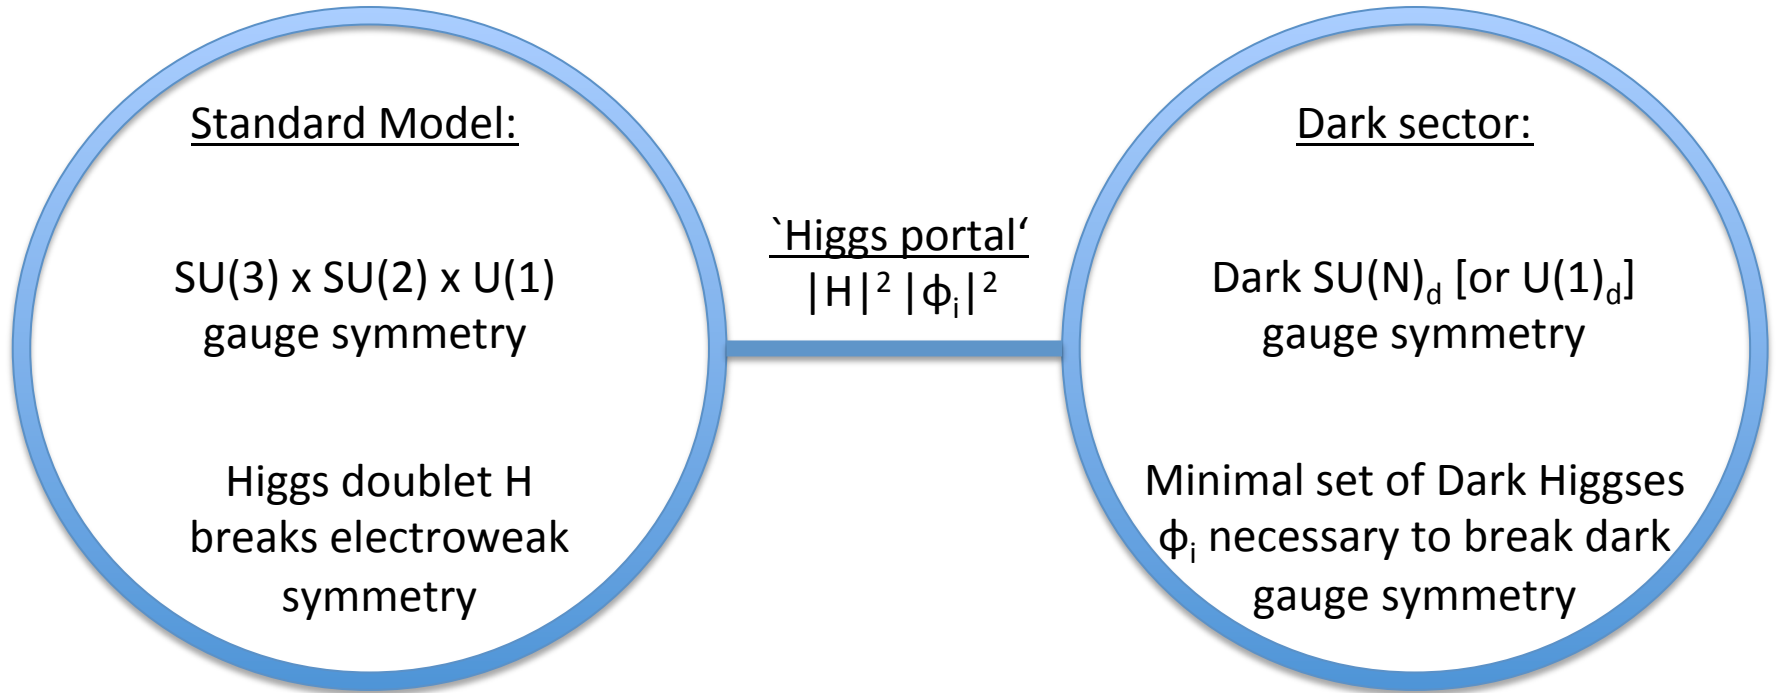 Standard Model:
SU(3) x SU(2) x U(1)
gauge symmetry
Higgs doublet H
breaks electroweak
symmetry
`Higgs portal‘
|H|² |ϕᵢ|²
Dark sector:
Dark SU(N)_d [or U(1)_d]
gauge symmetry
Minimal set of Dark Higgses
ϕᵢ necessary to break dark
gauge symmetry